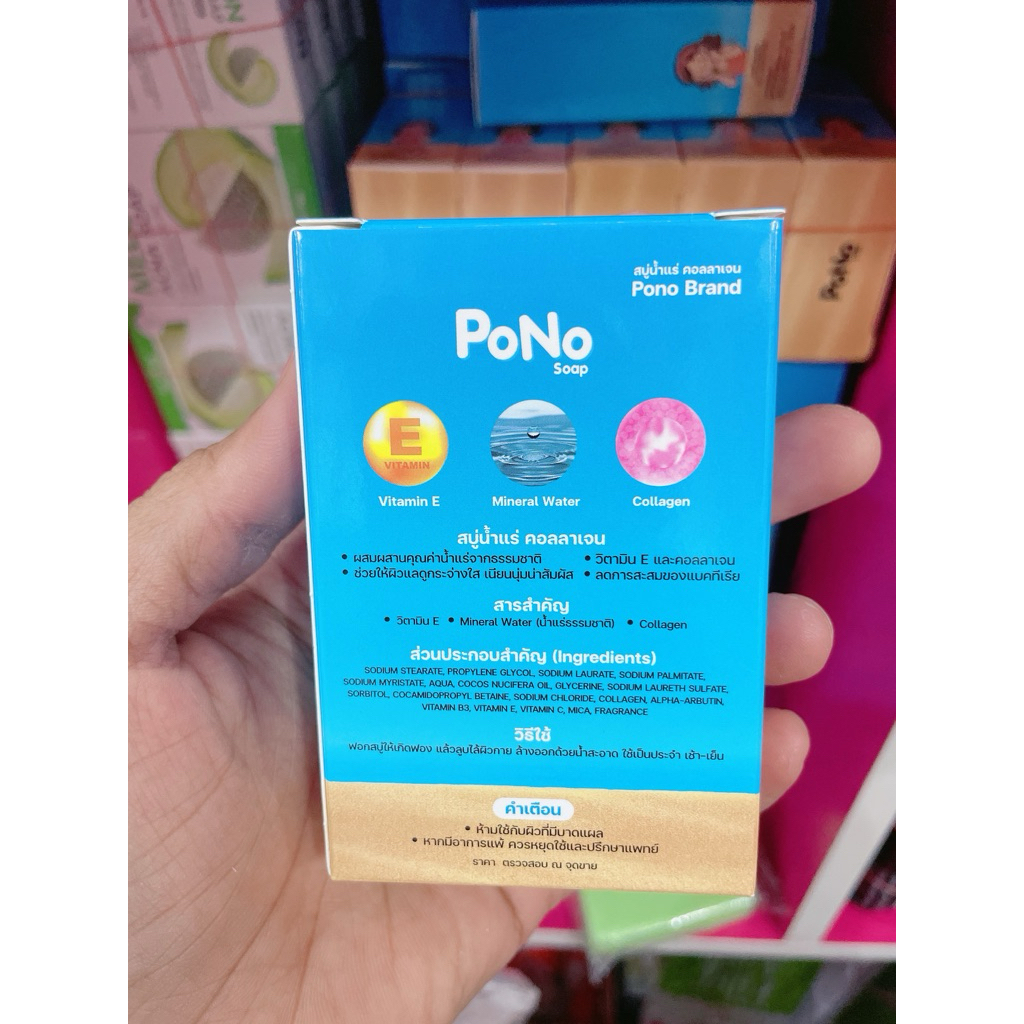 สบู่น้ำแร่ คอลลาเจน
Pono Brand
PoNo
Soap
E
VITAMIN
Vitamin E
Mineral Water
Collagen
สบู่น้ำแร่ คอลลาเจน
• ผสมผสานคุณค่าน้ำแร่จากธรรมชาติ • วิตามิน E และคอลลาเจน
• ช่วยให้ผิวแลดูกระจ่างใส เนียนนุ่มน่าสัมผัส • ลดการสะสมของแบคทีเรีย
สารสำคัญ
• วิตามิน E • Mineral Water (น้ำแร่ธรรมชาติ) • Collagen
ส่วนประกอบสำคัญ (Ingredients)
SODIUM STEARATE, PROPYLENE GLYCOL, SODIUM LAURATE, SODIUM PALMITATE,
SODIUM MYRISTATE, AQUA, COCOS NUCIFERA OIL, GLYCERINE, SODIUM LAURETH SULFATE,
SORBITOL, COCAMIDOPROPYL BETAINE, SODIUM CHLORIDE, COLLAGEN, ALPHA-ARBUTIN,
VITAMIN B3, VITAMIN E, VITAMIN C, MICA, FRAGRANCE
วิธีใช้
ฟอกสบู่ให้เกิดฟอง แล้วลูบไล้ผิวกาย ล้างออกด้วยน้ำสะอาด ใช้เป็นประจำ เช้า-เย็น
คำเตือน
• ห้ามใช้กับผิวที่มีบาดแผล
• หากมีอาการแพ้ ควรหยุดใช้และปรึกษาแพทย์
ราคา ตรวจสอบ ณ จุดขาย
PoNo